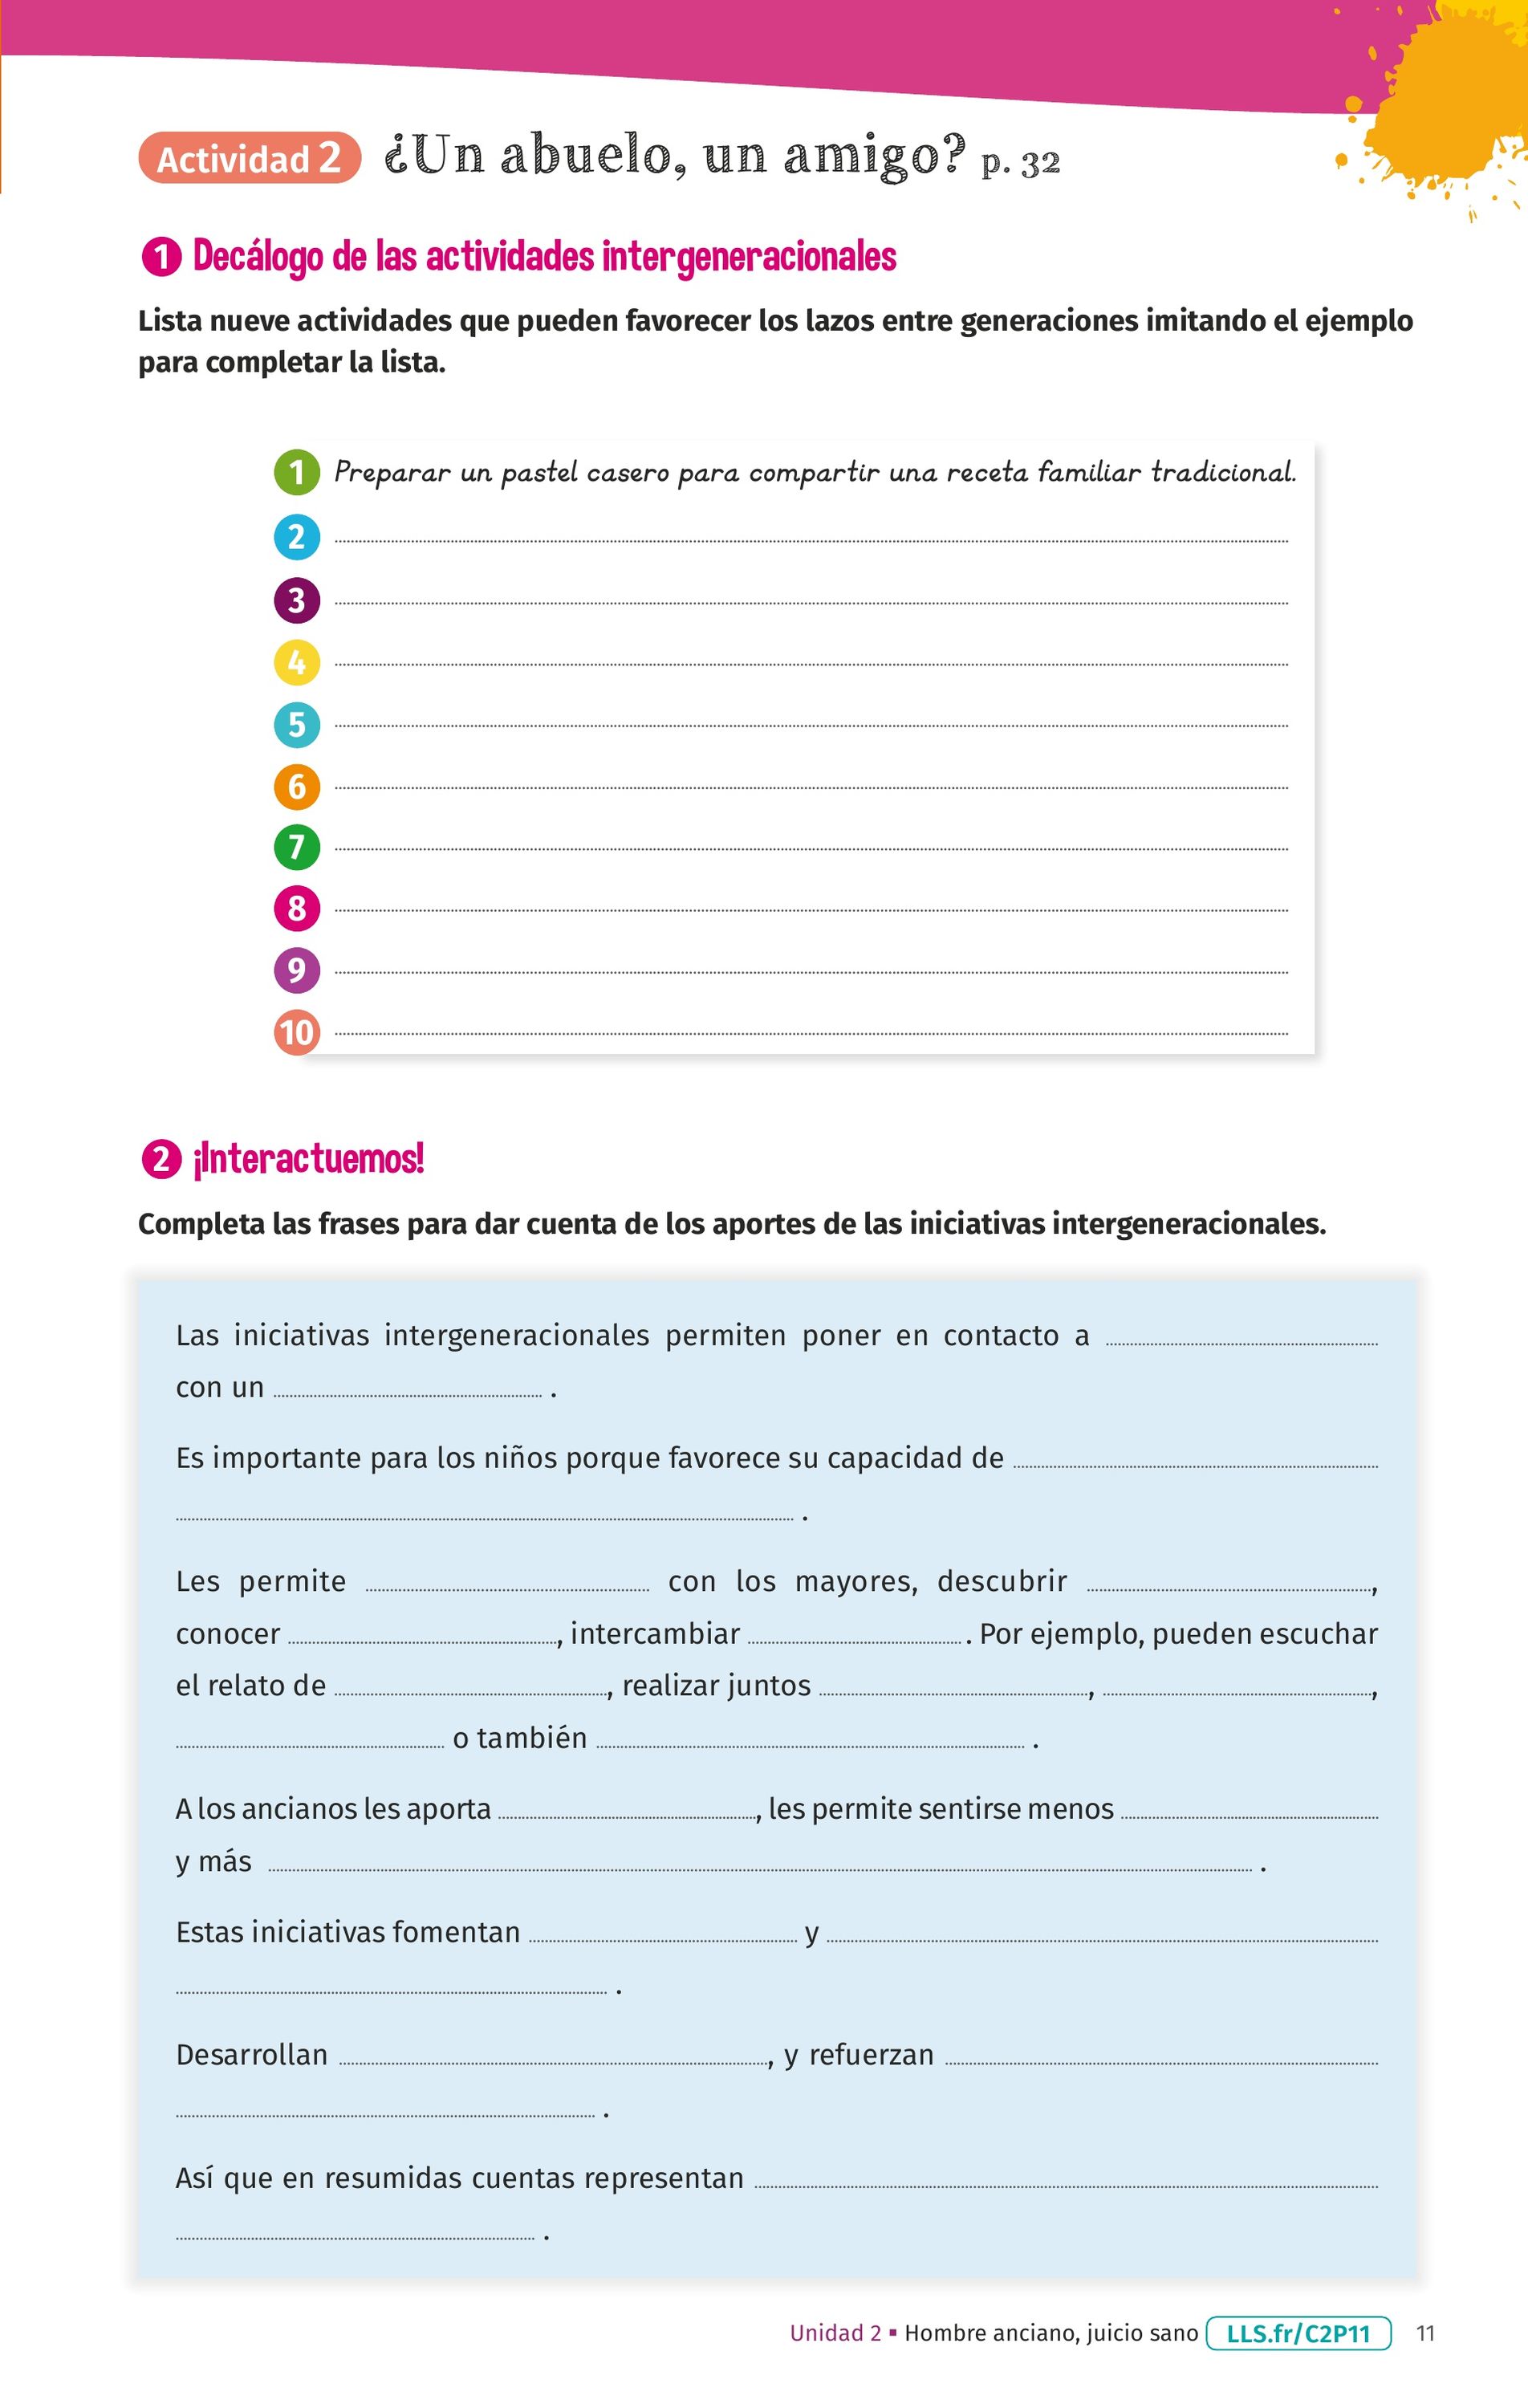 Actividad 2 ¿Un abuelo, un amigo? p. 32
1 Decálogo de las actividades intergeneracionales
Lista nueve actividades que pueden favorecer los lazos entre generaciones imitando el ejemplo
para completar la lista.
1 Preparar un pastel casero para compartir una receta familiar tradicional.
2
3
4
5
6
7
8
9
10
2 ¡Interactuemos!
Completa las frases para dar cuenta de los aportes de las iniciativas intergeneracionales.
Las iniciativas intergeneracionales permiten poner en contacto a
con un .
Es importante para los niños porque favorece su capacidad de
.
Les permite con los mayores, descubrir ,
conocer , intercambiar . Por ejemplo, pueden escuchar
el relato de , realizar juntos , ,
o también .
A los ancianos les aporta , les permite sentirse menos
y más .
Estas iniciativas fomentan y
.
Desarrollan , y refuerzan
.
Así que en resumidas cuentas representan
.
Unidad 2 ▪ Hombre anciano, juicio sano LLS.fr/C2P11 11